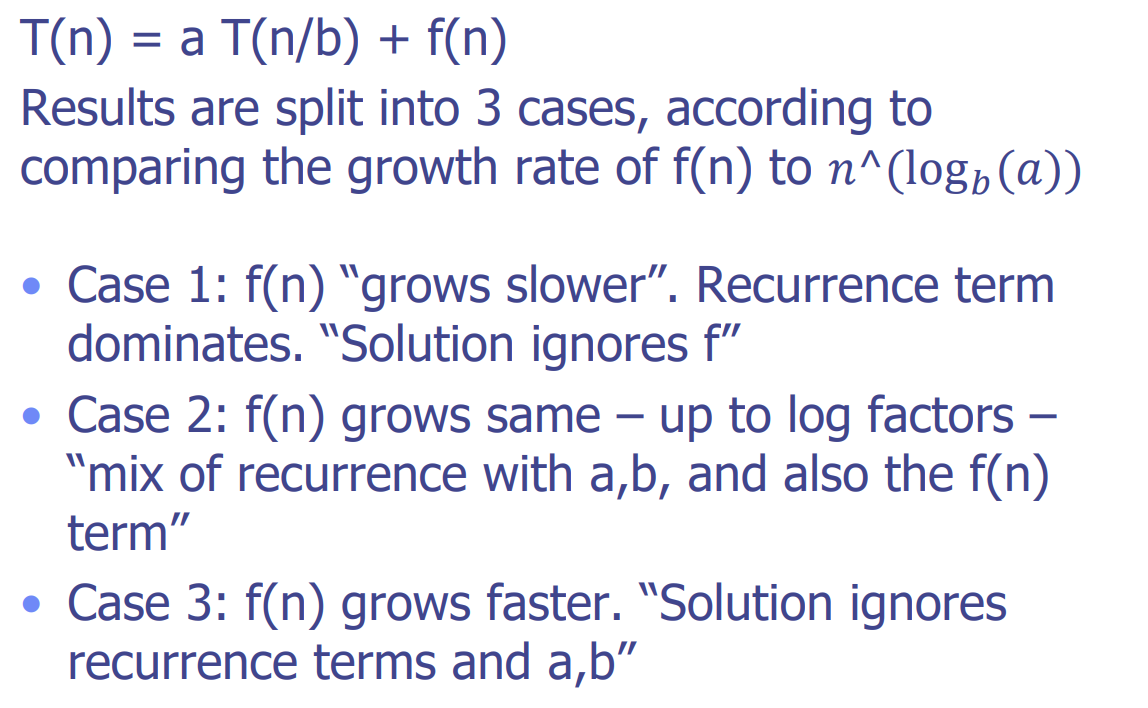 T(n) = a T(n/b) + f(n)
Results are split into 3 cases, according to
comparing the growth rate of f(n) to n^(log_b(a))
• Case 1: f(n) “grows slower”. Recurrence term
dominates. “Solution ignores f”
• Case 2: f(n) grows same – up to log factors –
“mix of recurrence with a,b, and also the f(n)
term”
• Case 3: f(n) grows faster. “Solution ignores
recurrence terms and a,b”